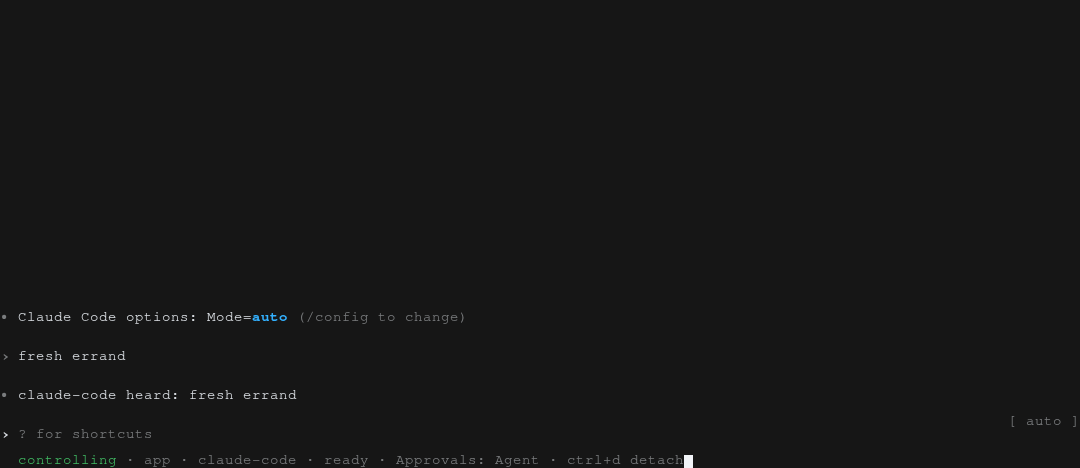 • Claude Code options: Mode=auto (/config to change)
› fresh errand
• claude-code heard: fresh errand
[ auto ]
› ? for shortcuts
controlling · app · claude-code · ready · Approvals: Agent · ctrl+d detach